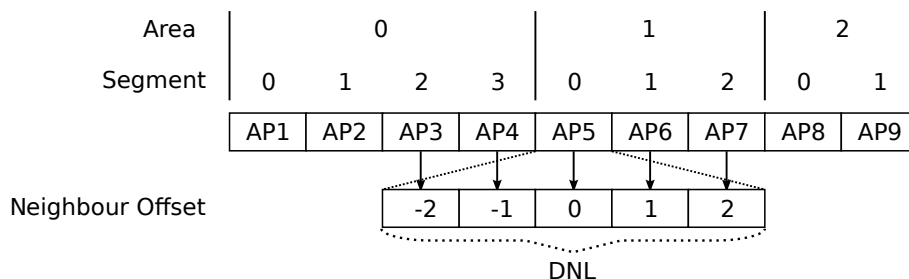 Area 0 1 2
Segment 0 1 2 3 0 1 2 0 1
AP1 AP2 AP3 AP4 AP5 AP6 AP7 AP8 AP9
Neighbour Offset -2 -1 0 1 2
DNL